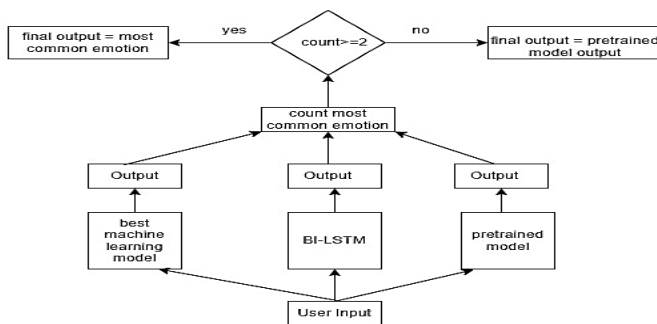 yes
no
final output = most
common emotion
count>=2
final output = pretrained
model output
count most
common emotion
Output
Output
Output
best
machine
learning
model
BI-LSTM
pretrained
model
User Input